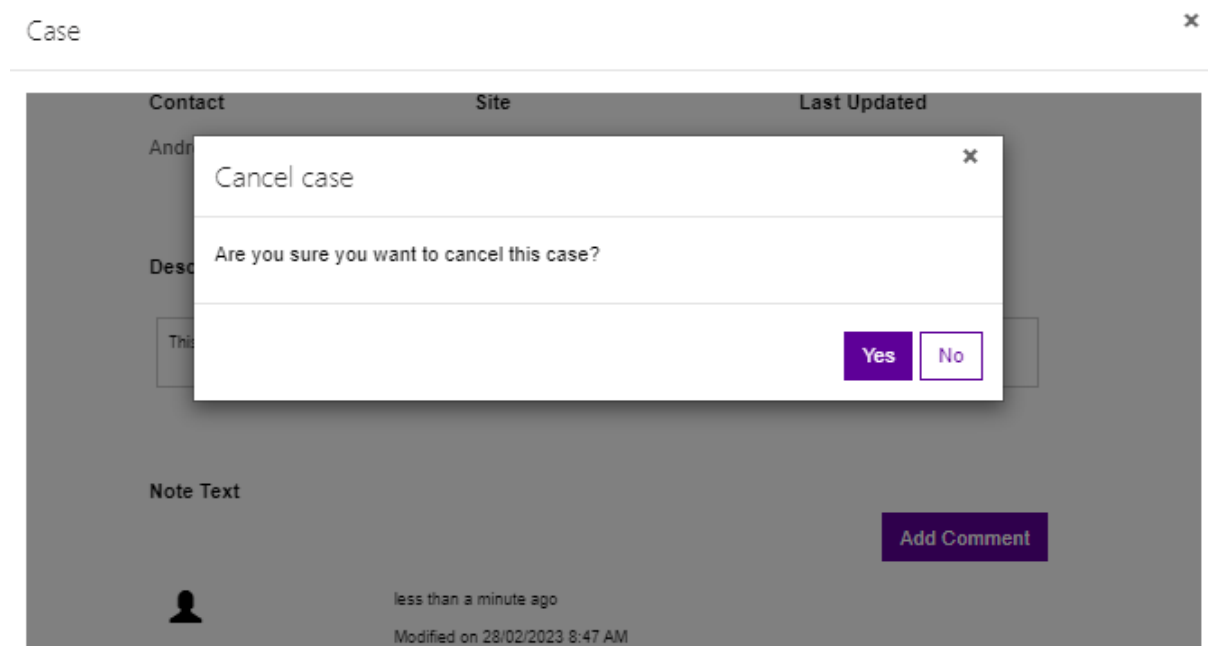 Case
Contact Site Last Updated
Cancel case
Are you sure you want to cancel this case?
Yes No
Note Text
Add Comment
less than a minute ago
Modified on 28/02/2023 8:47 AM